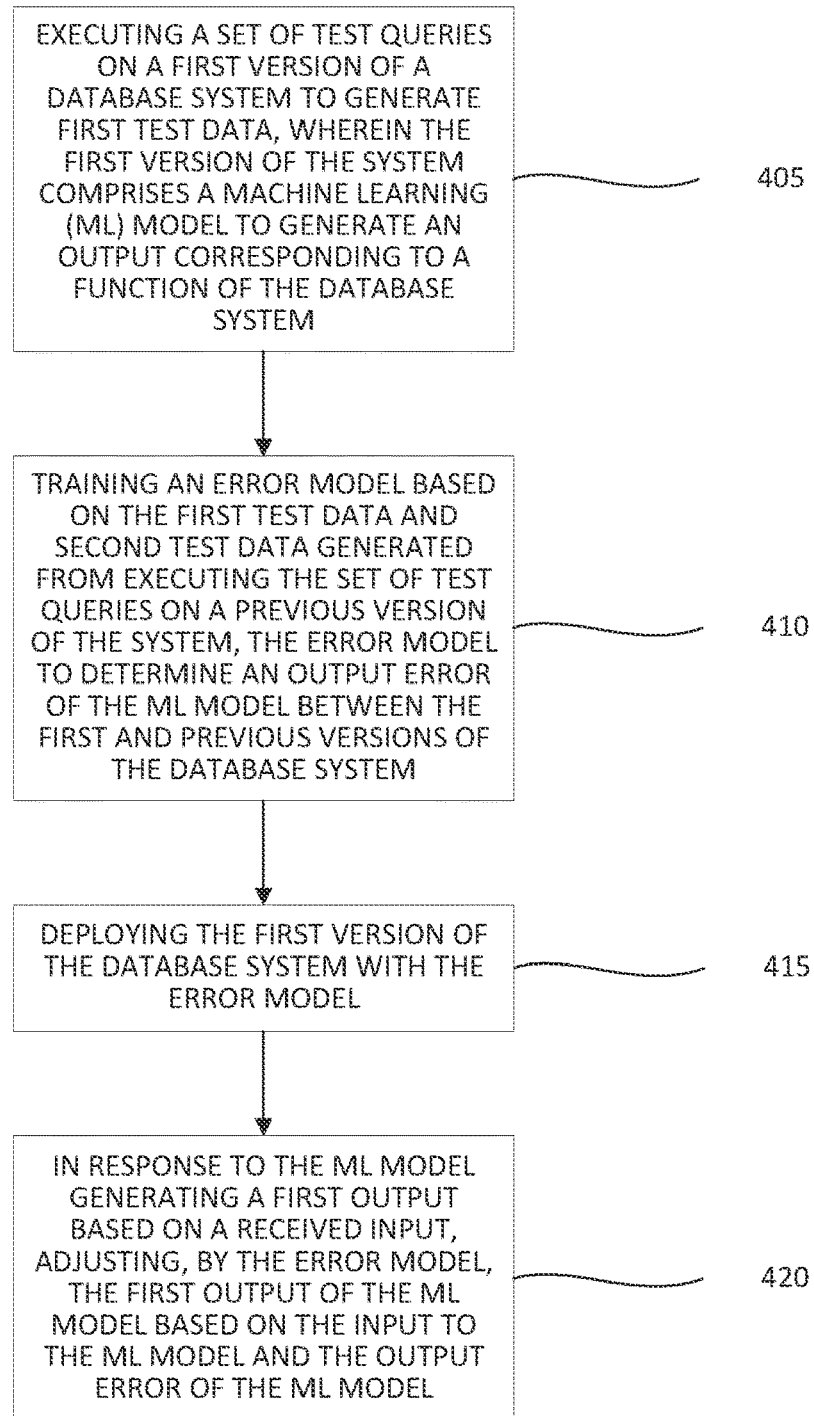 EXECUTING A SET OF TEST QUERIES
ON A FIRST VERSION OF A
DATABASE SYSTEM TO GENERATE
FIRST TEST DATA, WHEREIN THE
FIRST VERSION OF THE SYSTEM
COMPRISES A MACHINE LEARNING
(ML) MODEL TO GENERATE AN
OUTPUT CORRESPONDING TO A
FUNCTION OF THE DATABASE
SYSTEM
405
TRAINING AN ERROR MODEL BASED
ON THE FIRST TEST DATA AND
SECOND TEST DATA GENERATED
FROM EXECUTING THE SET OF TEST
QUERIES ON A PREVIOUS VERSION
OF THE SYSTEM, THE ERROR MODEL
TO DETERMINE AN OUTPUT ERROR
OF THE ML MODEL BETWEEN THE
FIRST AND PREVIOUS VERSIONS OF
THE DATABASE SYSTEM
410
DEPLOYING THE FIRST VERSION OF
THE DATABASE SYSTEM WITH THE
ERROR MODEL
415
IN RESPONSE TO THE ML MODEL
GENERATING A FIRST OUTPUT
BASED ON A RECEIVED INPUT,
ADJUSTING, BY THE ERROR MODEL,
THE FIRST OUTPUT OF THE ML
MODEL BASED ON THE INPUT TO
THE ML MODEL AND THE OUTPUT
ERROR OF THE ML MODEL
420